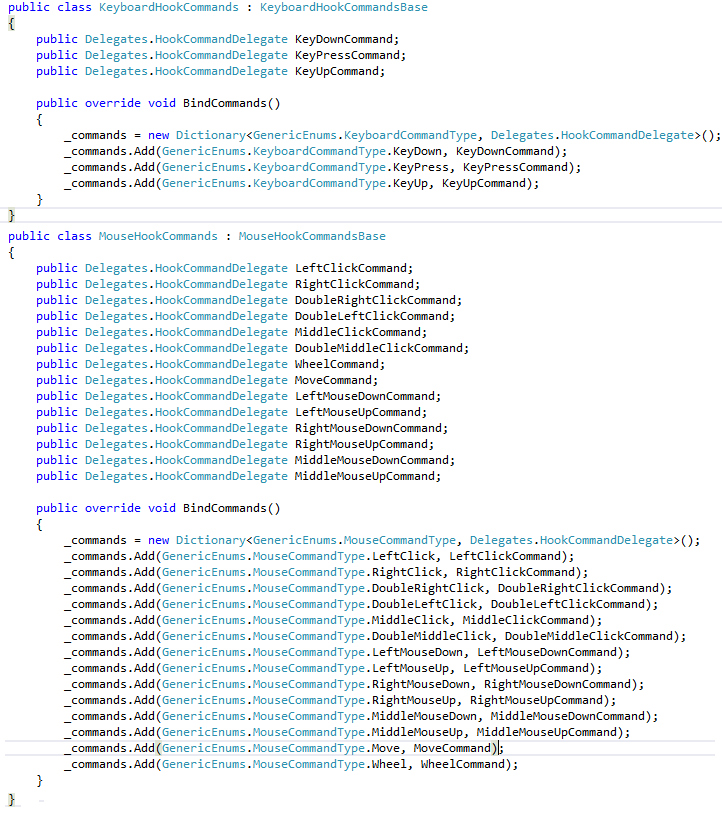 public class KeyboardHookCommands : KeyboardHookCommandsBase
{
    public Delegates.HookCommandDelegate KeyDownCommand;
    public Delegates.HookCommandDelegate KeyPressCommand;
    public Delegates.HookCommandDelegate KeyUpCommand;

    public override void BindCommands()
    {
        _commands = new Dictionary<GenericEnums.KeyboardCommandType, Delegates.HookCommandDelegate>();
        _commands.Add(GenericEnums.KeyboardCommandType.KeyDown, KeyDownCommand);
        _commands.Add(GenericEnums.KeyboardCommandType.KeyPress, KeyPressCommand);
        _commands.Add(GenericEnums.KeyboardCommandType.KeyUp, KeyUpCommand);
    }
}
public class MouseHookCommands : MouseHookCommandsBase
{
    public Delegates.HookCommandDelegate LeftClickCommand;
    public Delegates.HookCommandDelegate RightClickCommand;
    public Delegates.HookCommandDelegate DoubleRightClickCommand;
    public Delegates.HookCommandDelegate DoubleLeftClickCommand;
    public Delegates.HookCommandDelegate MiddleClickCommand;
    public Delegates.HookCommandDelegate DoubleMiddleClickCommand;
    public Delegates.HookCommandDelegate WheelCommand;
    public Delegates.HookCommandDelegate MoveCommand;
    public Delegates.HookCommandDelegate LeftMouseDownCommand;
    public Delegates.HookCommandDelegate LeftMouseUpCommand;
    public Delegates.HookCommandDelegate RightMouseDownCommand;
    public Delegates.HookCommandDelegate RightMouseUpCommand;
    public Delegates.HookCommandDelegate MiddleMouseDownCommand;
    public Delegates.HookCommandDelegate MiddleMouseUpCommand;

    public override void BindCommands()
    {
        _commands = new Dictionary<GenericEnums.MouseCommandType, Delegates.HookCommandDelegate>();
        _commands.Add(GenericEnums.MouseCommandType.LeftClick, LeftClickCommand);
        _commands.Add(GenericEnums.MouseCommandType.RightClick, RightClickCommand);
        _commands.Add(GenericEnums.MouseCommandType.DoubleRightClick, DoubleRightClickCommand);
        _commands.Add(GenericEnums.MouseCommandType.DoubleLeftClick, DoubleLeftClickCommand);
        _commands.Add(GenericEnums.MouseCommandType.MiddleClick, MiddleClickCommand);
        _commands.Add(GenericEnums.MouseCommandType.DoubleMiddleClick, DoubleMiddleClickCommand);
        _commands.Add(GenericEnums.MouseCommandType.LeftMouseDown, LeftMouseDownCommand);
        _commands.Add(GenericEnums.MouseCommandType.LeftMouseUp, LeftMouseUpCommand);
        _commands.Add(GenericEnums.MouseCommandType.RightMouseDown, RightMouseDownCommand);
        _commands.Add(GenericEnums.MouseCommandType.RightMouseUp, RightMouseUpCommand);
        _commands.Add(GenericEnums.MouseCommandType.MiddleMouseDown, MiddleMouseDownCommand);
        _commands.Add(GenericEnums.MouseCommandType.MiddleMouseUp, MiddleMouseUpCommand);
        _commands.Add(GenericEnums.MouseCommandType.Move, MoveCommand);
        _commands.Add(GenericEnums.MouseCommandType.Wheel, WheelCommand);
    }
}